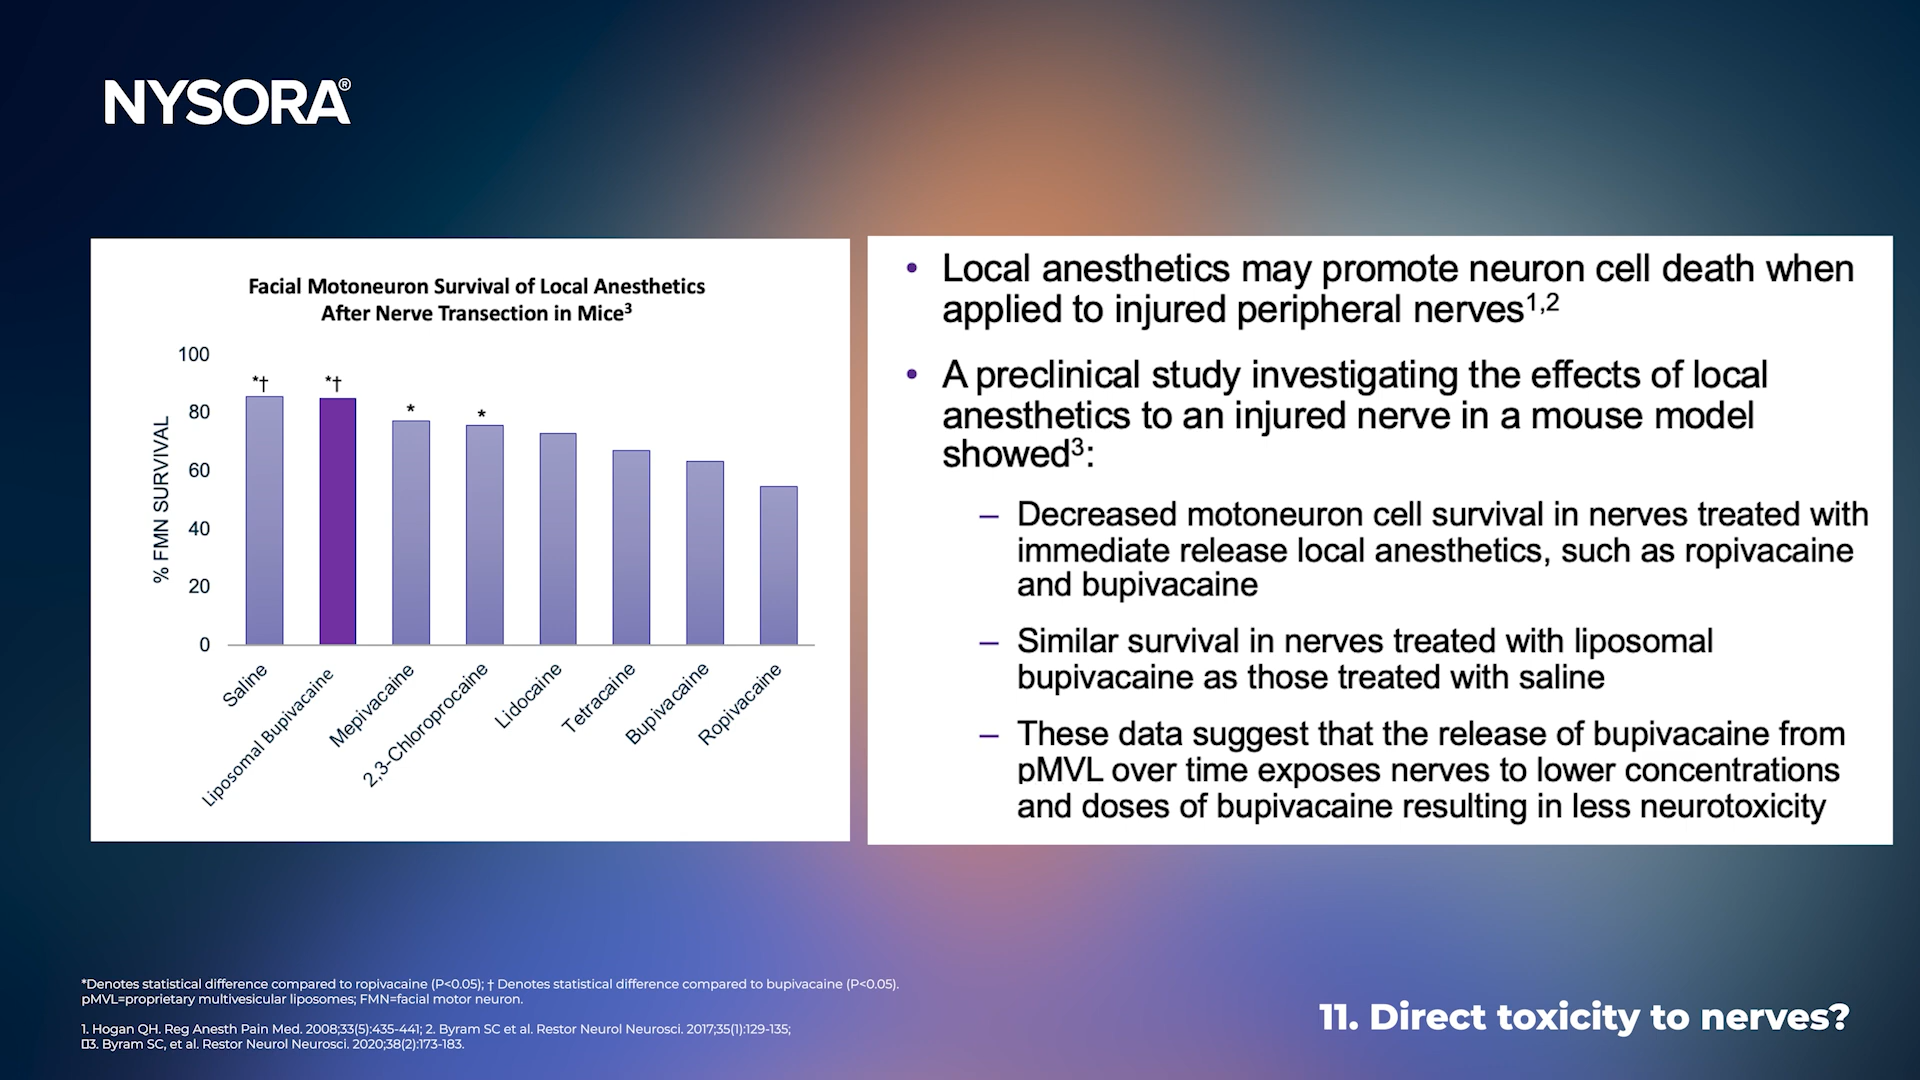 NYSORA®
Facial Motoneuron Survival of Local Anesthetics
After Nerve Transection in Mice³
% FMN SURVIVAL
100
80
60
40
20
0
*†
*†
*
*
Saline
Liposomal Bupivacaine
Mepivacaine
2,3-Chloroprocaine
Lidocaine
Tetracaine
Bupivacaine
Ropivacaine
• Local anesthetics may promote neuron cell death when
applied to injured peripheral nerves¹,²
• A preclinical study investigating the effects of local
anesthetics to an injured nerve in a mouse model
showed³:
– Decreased motoneuron cell survival in nerves treated with
immediate release local anesthetics, such as ropivacaine
and bupivacaine
– Similar survival in nerves treated with liposomal
bupivacaine as those treated with saline
– These data suggest that the release of bupivacaine from
pMVL over time exposes nerves to lower concentrations
and doses of bupivacaine resulting in less neurotoxicity
*Denotes statistical difference compared to ropivacaine (P<0.05); † Denotes statistical difference compared to bupivacaine (P<0.05).
pMVL=proprietary multivesicular liposomes; FMN=facial motor neuron.
1. Hogan QH. Reg Anesth Pain Med. 2008;33(5):435-441; 2. Byram SC et al. Restor Neurol Neurosci. 2017;35(1):129-135;
3. Byram SC, et al. Restor Neurol Neurosci. 2020;38(2):173-183.
11. Direct toxicity to nerves?